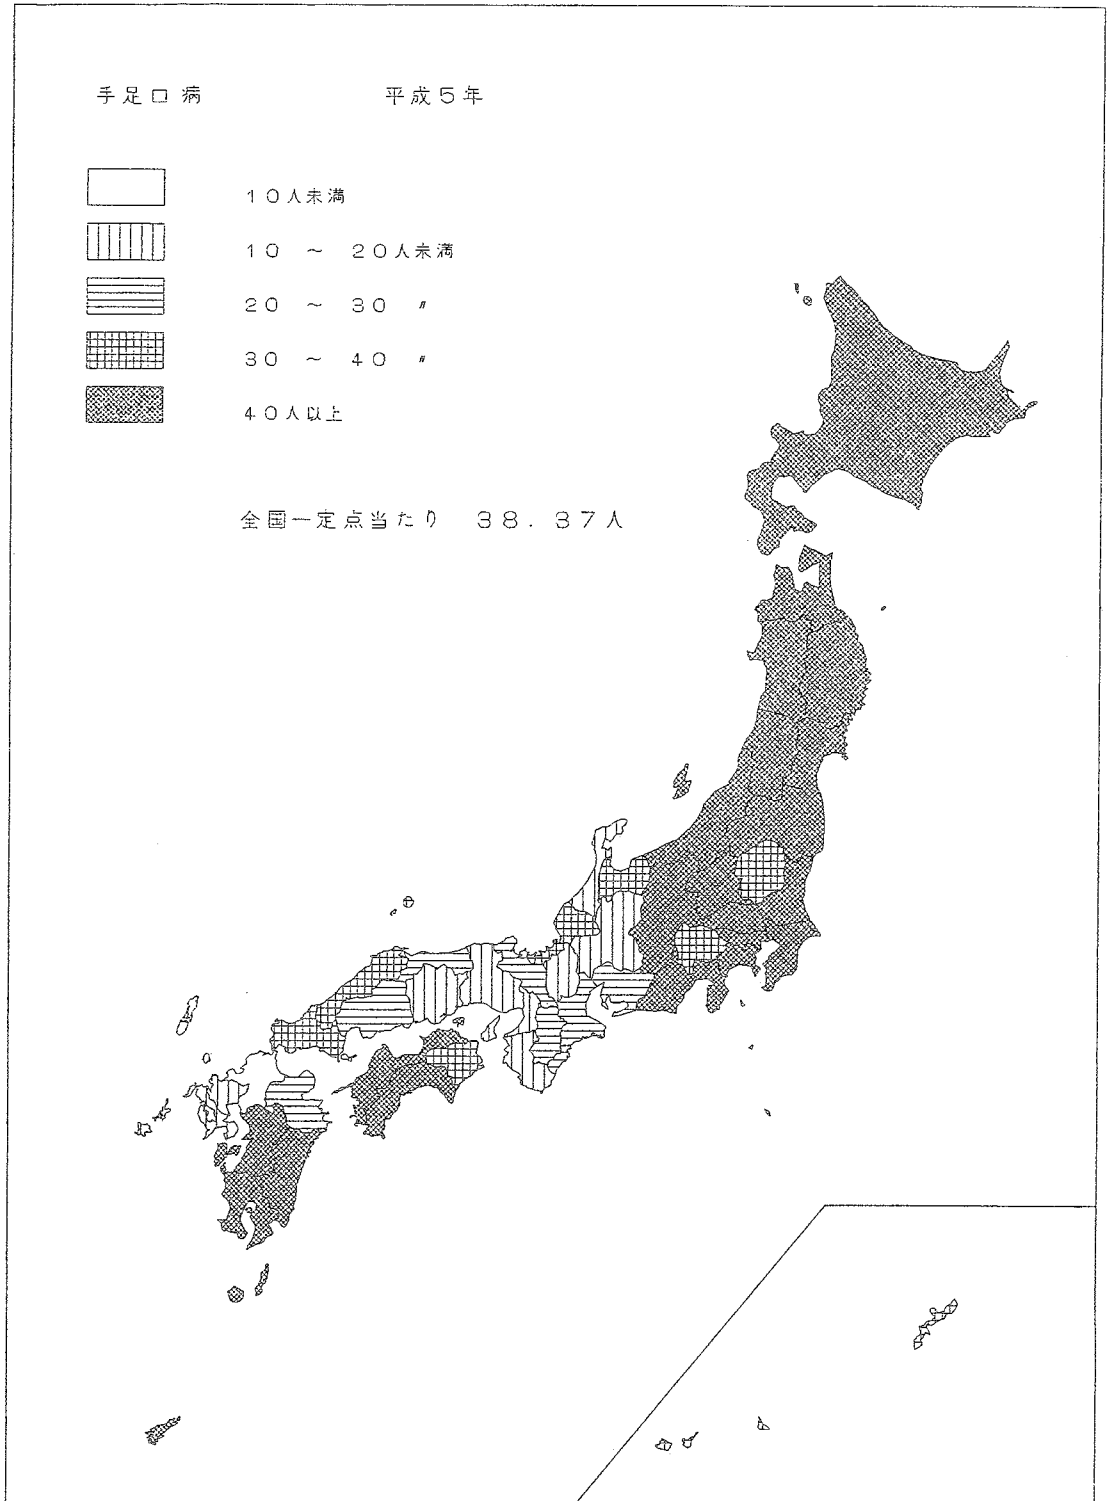 手足口病　平成5年
10人未満
10 ～ 20人未満
20 ～ 30 〃
30 ～ 40 〃
40人以上
全国一定点当たり 38.37人